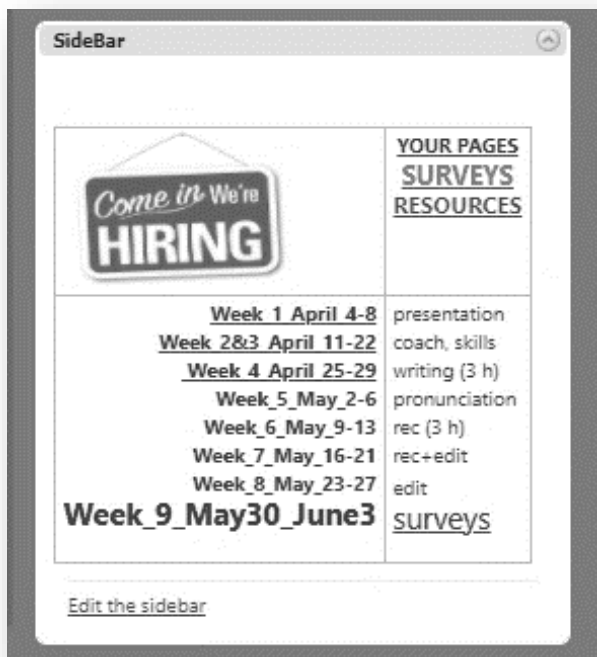 SideBar
Come in We're
HIRING
YOUR PAGES
SURVEYS
RESOURCES
Week 1 April 4-8 presentation
Week 2&3 April 11-22 coach, skills
Week 4 April 25-29 writing (3 h)
Week_5_May_2-6 pronunciation
Week_6_May_9-13 rec (3 h)
Week_7_May_16-21 rec+edit
Week_8_May_23-27 edit
Week_9_May30_June3 surveys
Edit the sidebar